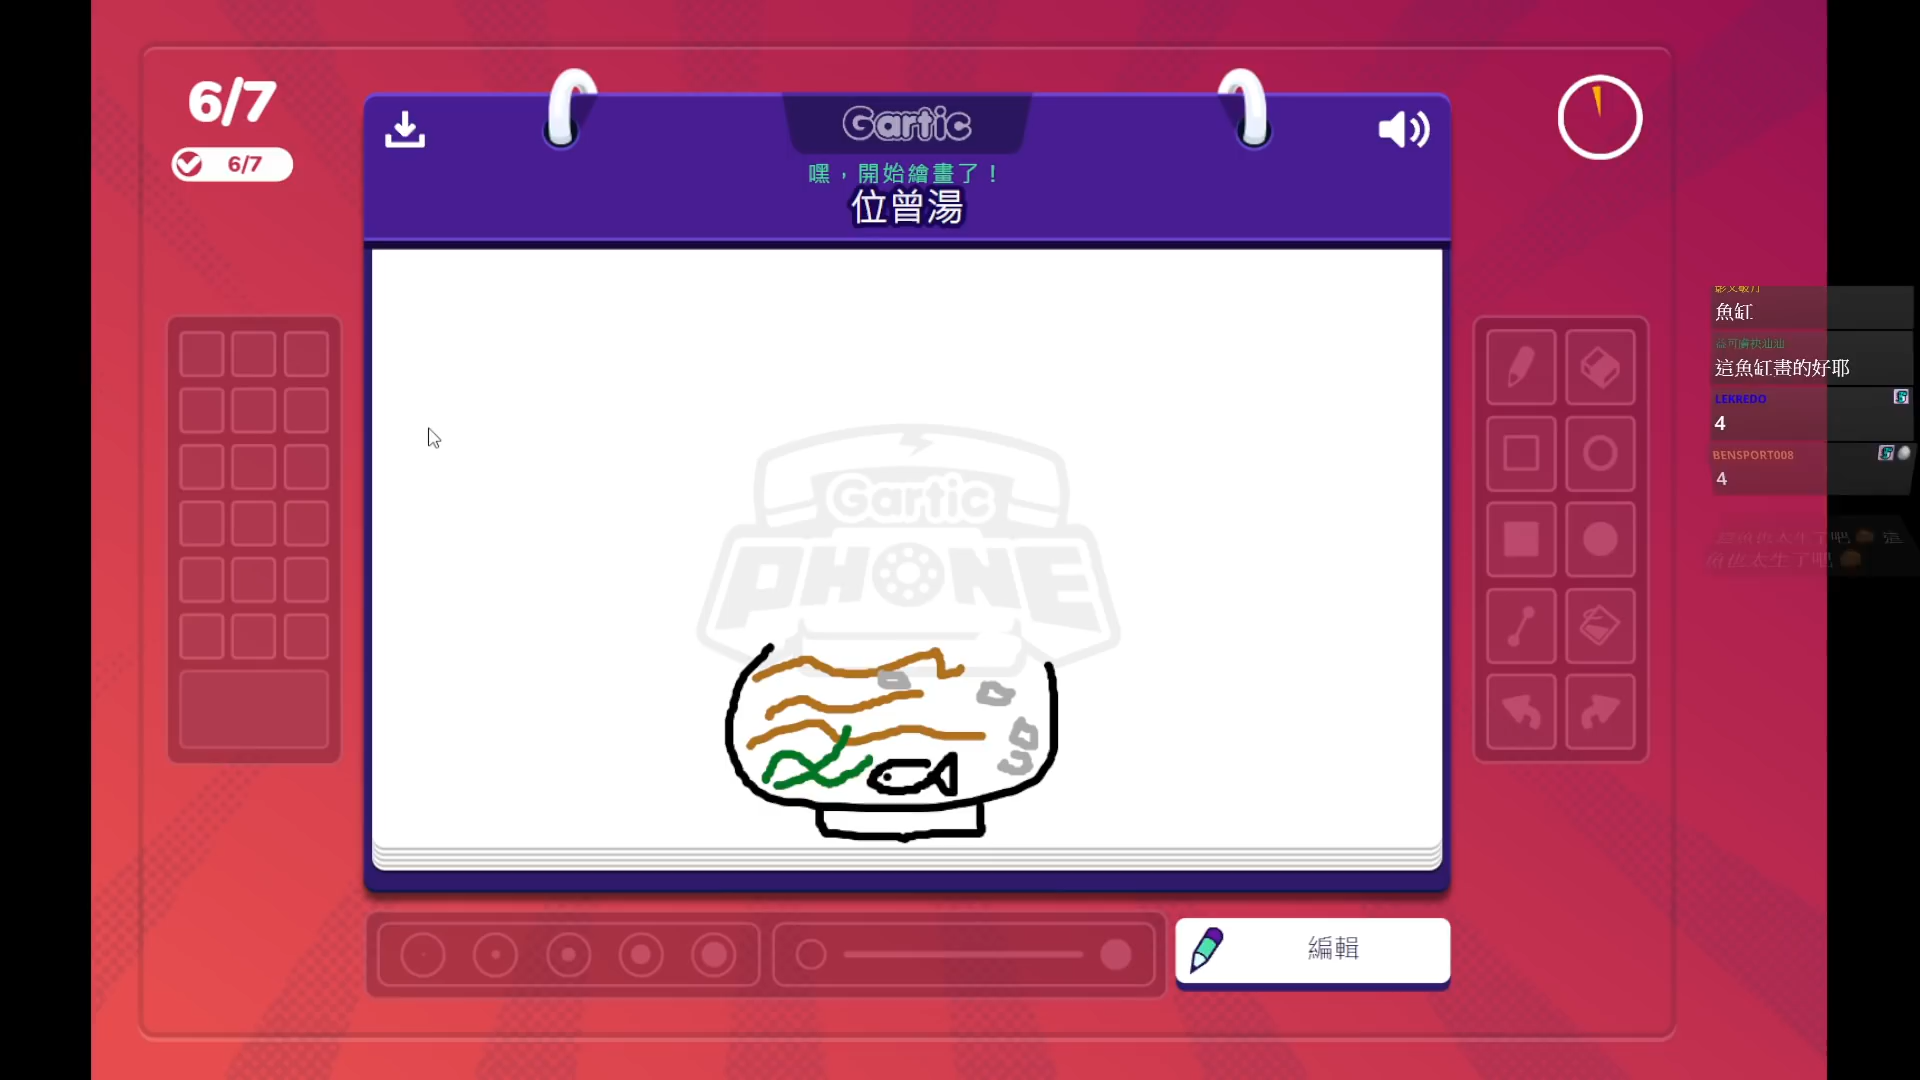 6/7
6/7
Gartic
嘿，開始繪畫了！
位曾湯
Gartic
PHONE
編輯
魚缸
這魚缸畫的好耶
LEKREDO
4
BENSPORT008
4